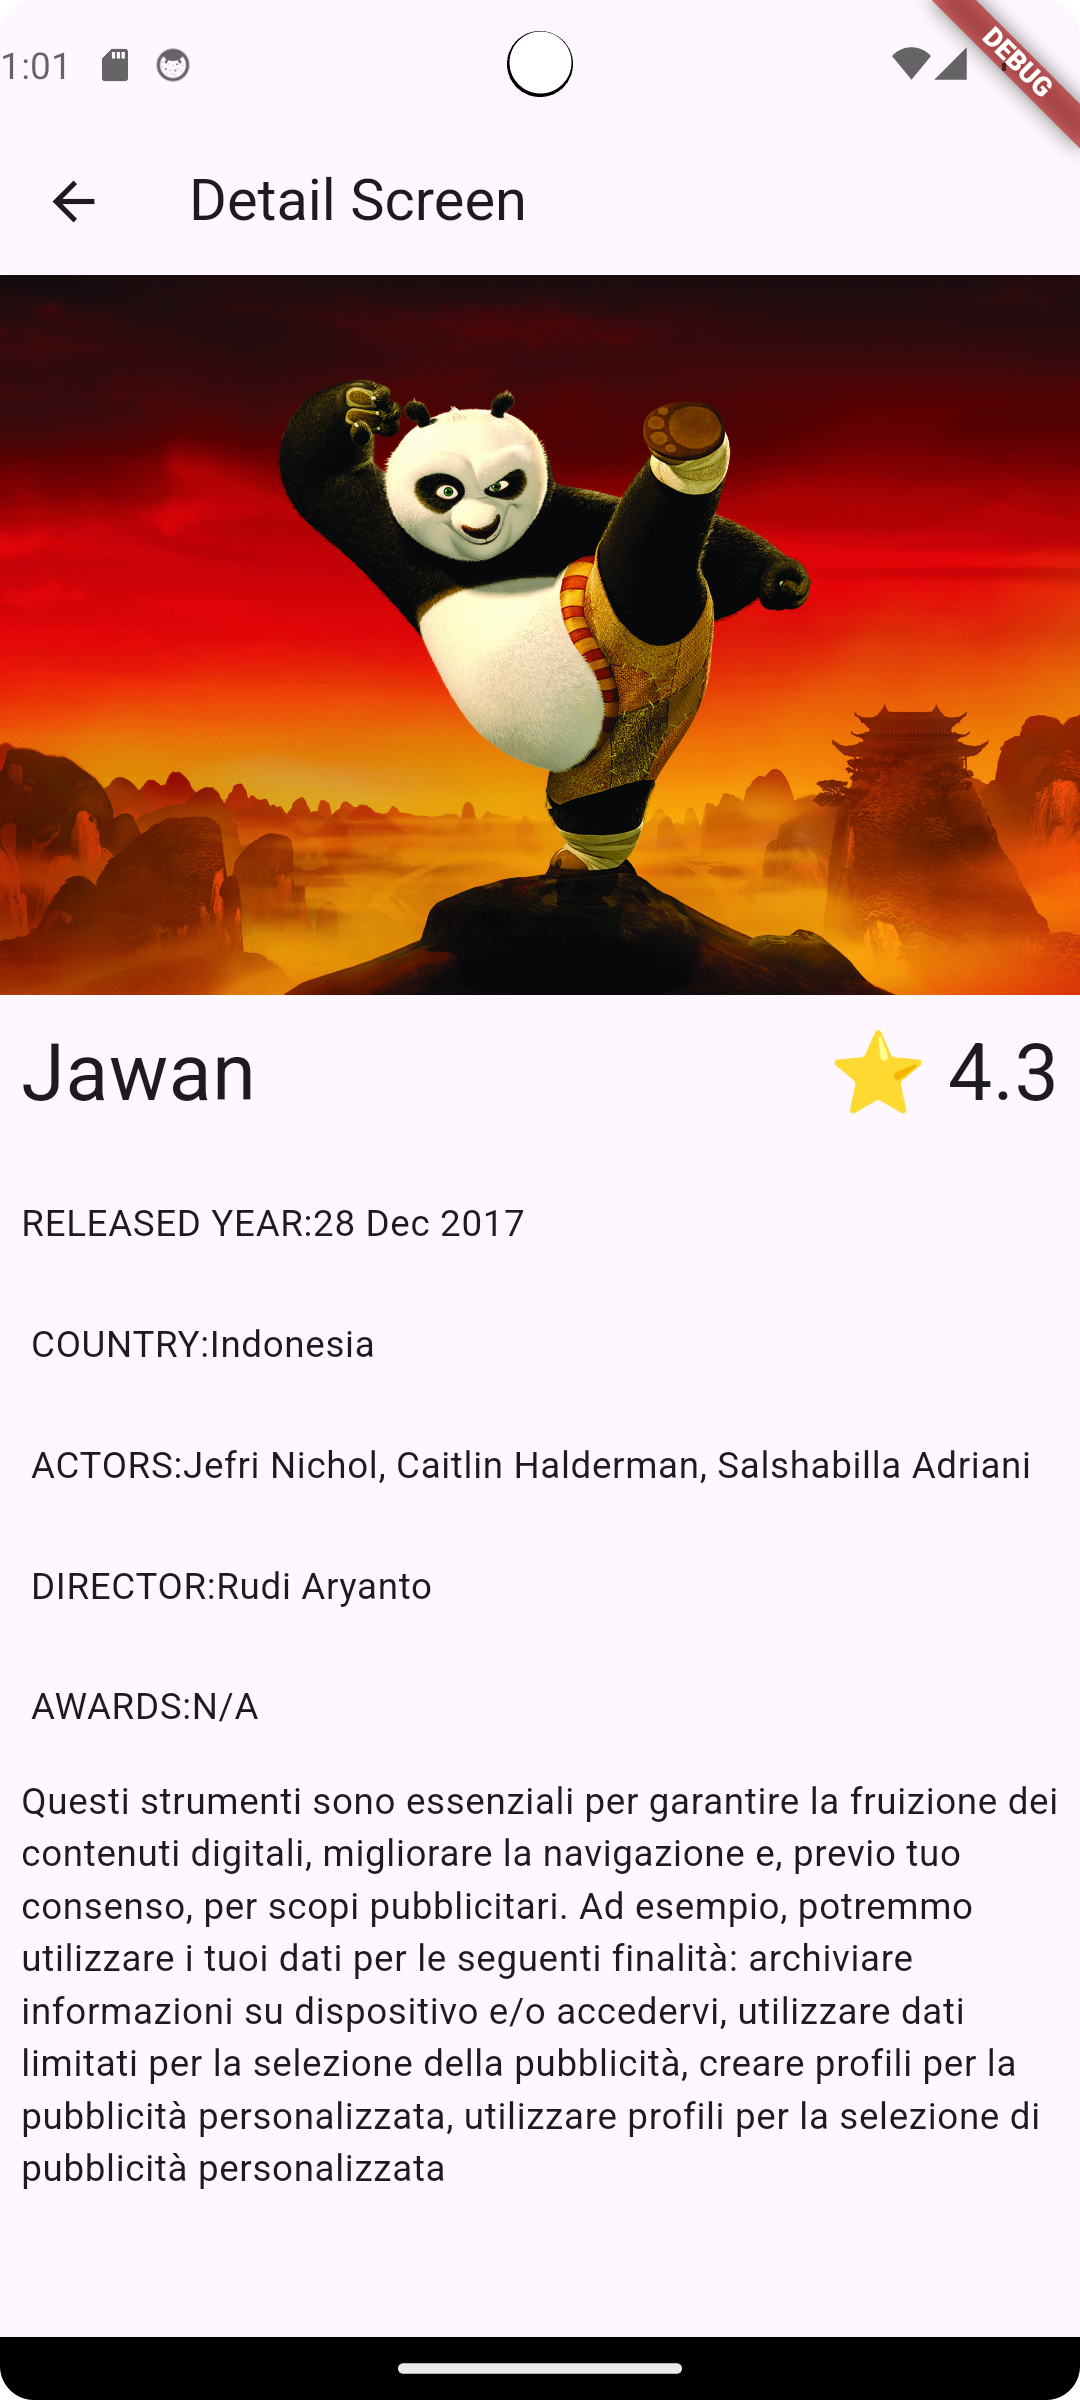 1:01
DEBUG
Detail Screen
Jawan
⭐ 4.3
RELEASED YEAR:28 Dec 2017
COUNTRY:Indonesia
ACTORS:Jefri Nichol, Caitlin Halderman, Salshabilla Adriani
DIRECTOR:Rudi Aryanto
AWARDS:N/A
Questi strumenti sono essenziali per garantire la fruizione dei
contenuti digitali, migliorare la navigazione e, previo tuo
consenso, per scopi pubblicitari. Ad esempio, potremmo
utilizzare i tuoi dati per le seguenti finalità: archiviare
informazioni su dispositivo e/o accedervi, utilizzare dati
limitati per la selezione della pubblicità, creare profili per la
pubblicità personalizzata, utilizzare profili per la selezione di
pubblicità personalizzata